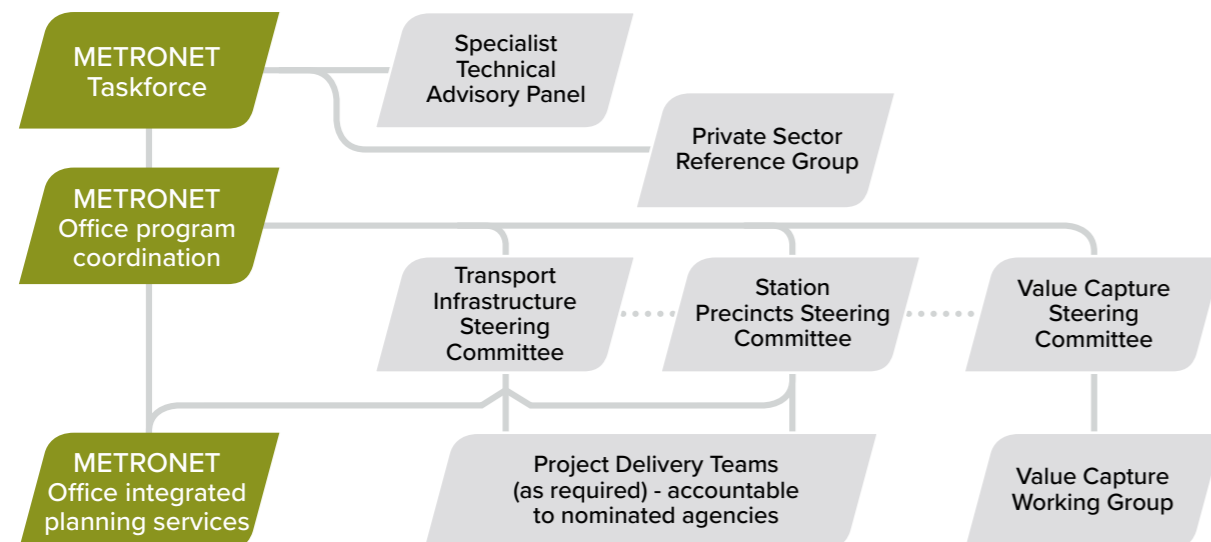 METRONET
Taskforce
Specialist
Technical
Advisory Panel
Private Sector
Reference Group
METRONET
Office program
coordination
Transport
Infrastructure
Steering
Committee
Station
Precincts Steering
Committee
Value Capture
Steering
Committee
METRONET
Office integrated
planning services
Project Delivery Teams
(as required) - accountable
to nominated agencies
Value Capture
Working Group